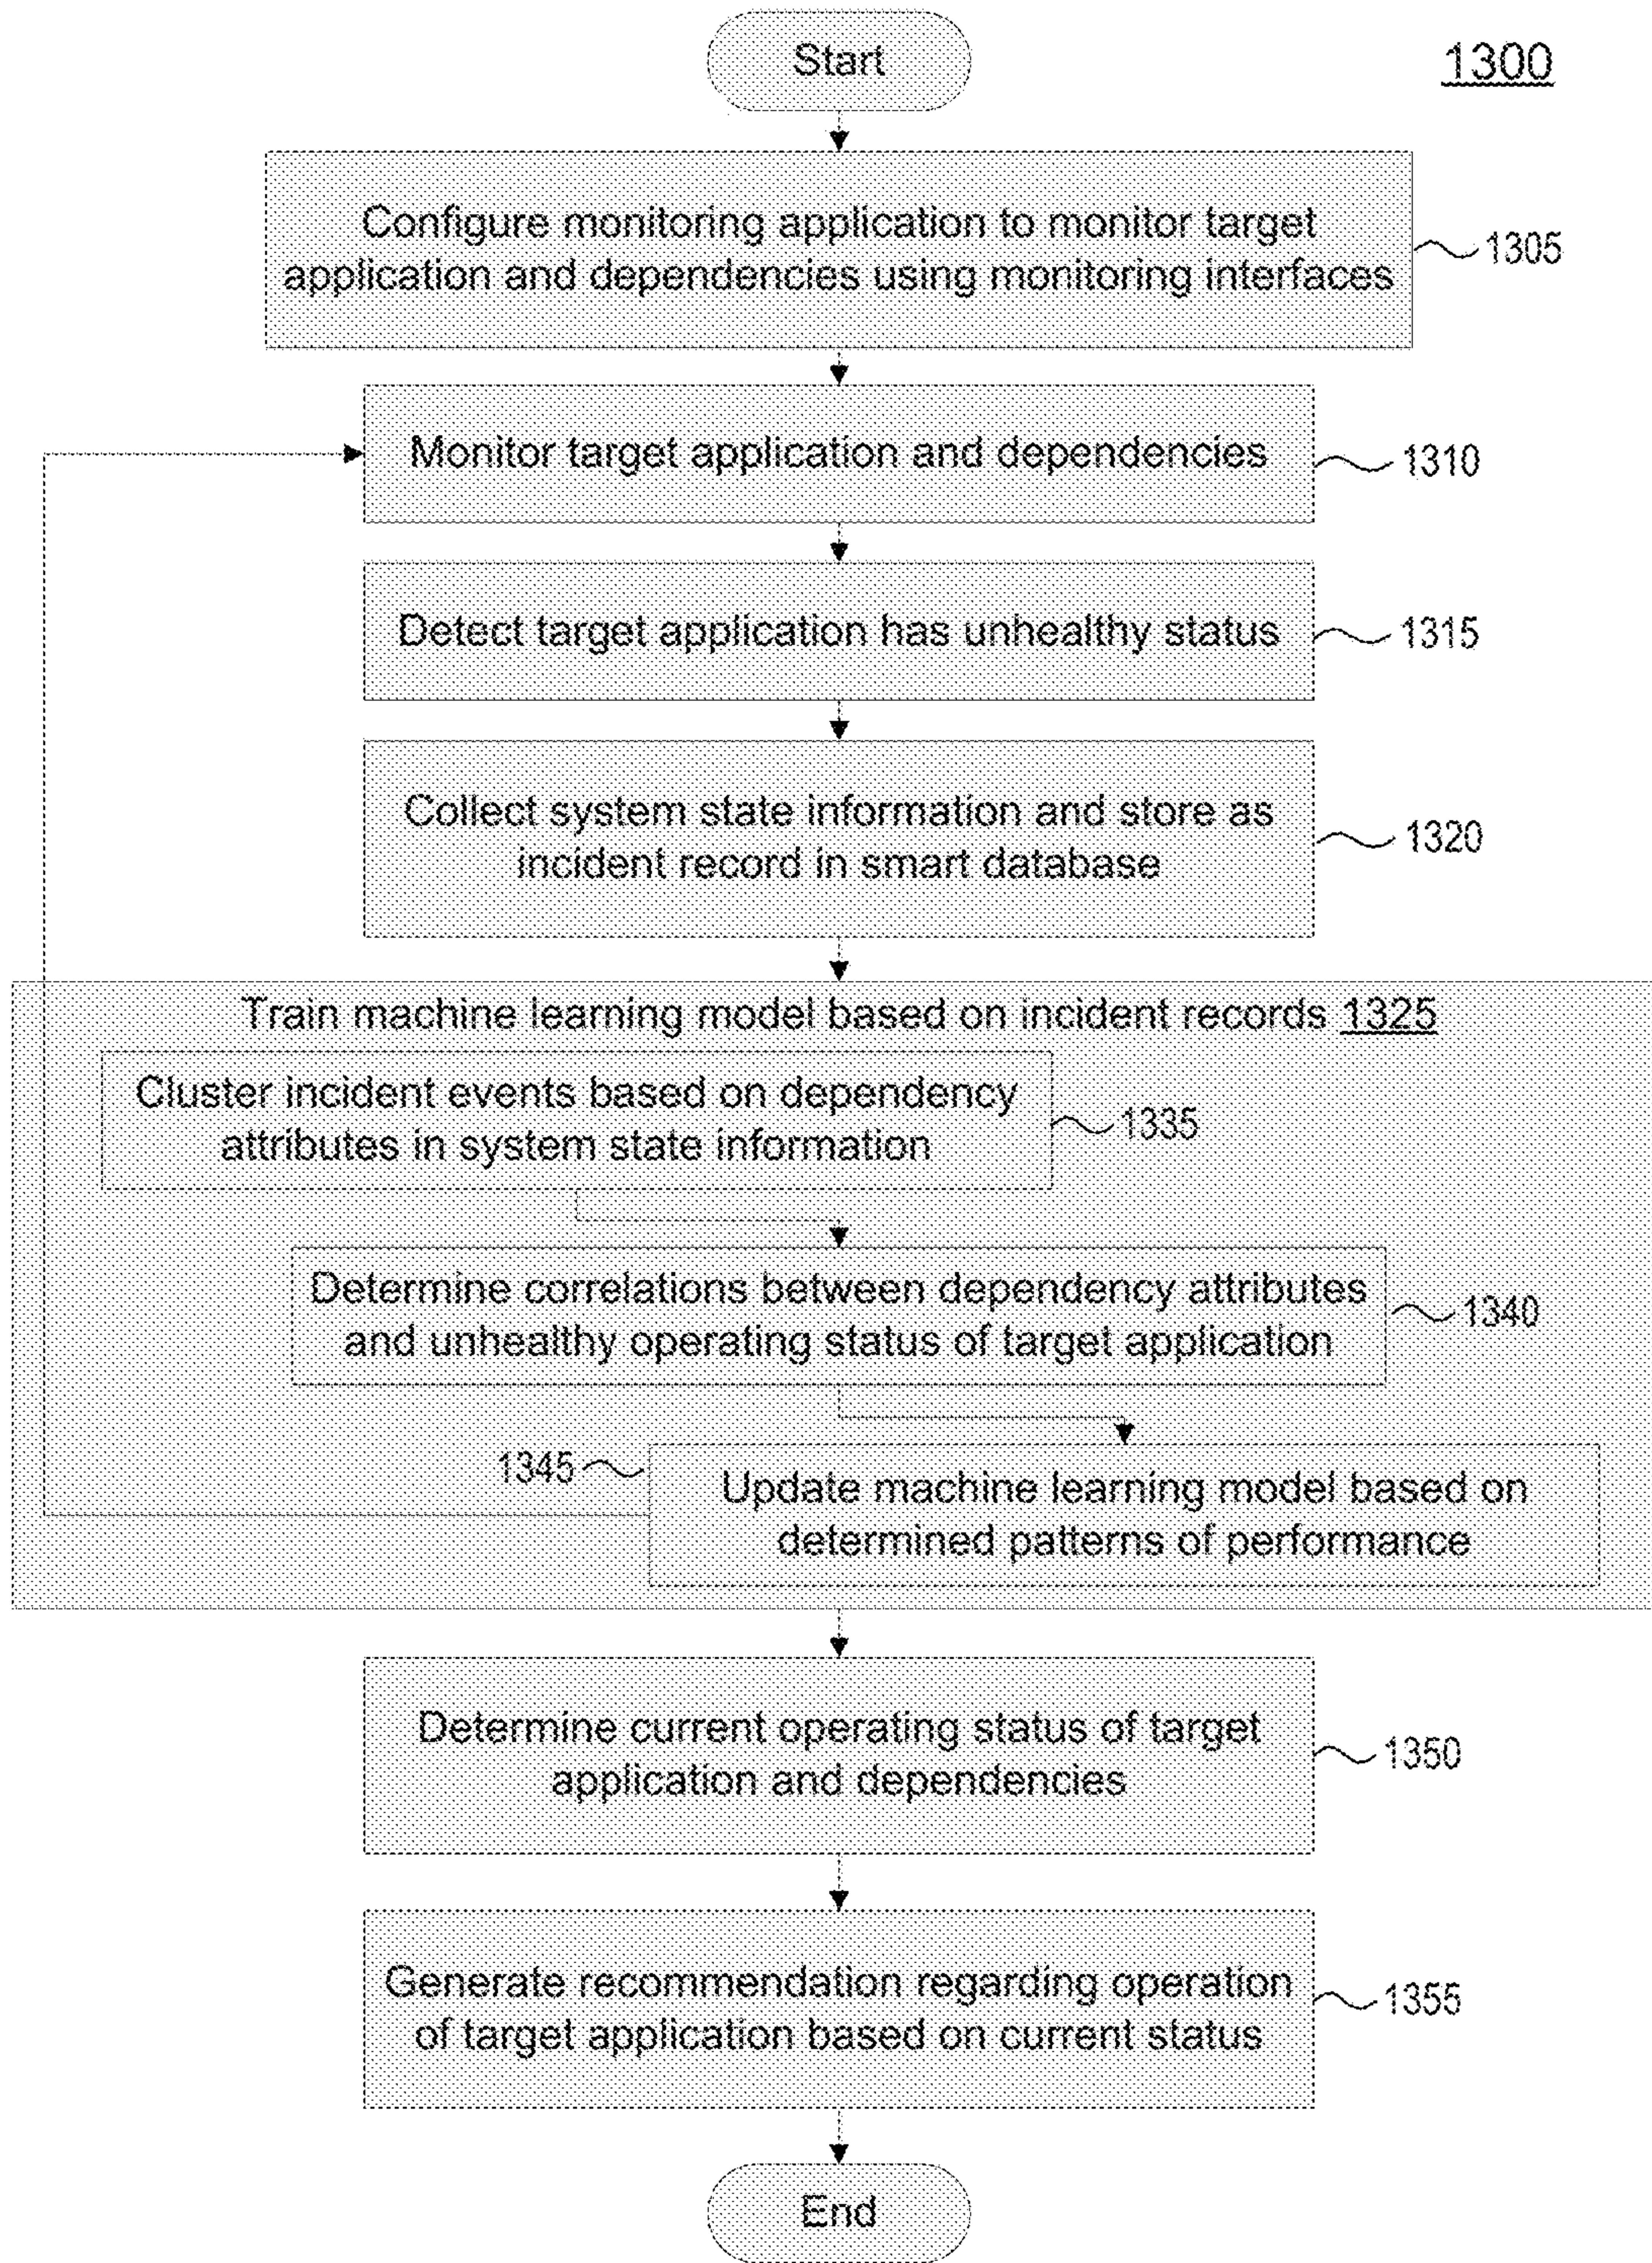 Start
1300
Configure monitoring application to monitor target
application and dependencies using monitoring interfaces
1305
Monitor target application and dependencies
1310
Detect target application has unhealthy status
1315
Collect system state information and store as
incident record in smart database
1320
Train machine learning model based on incident records 1325
Cluster incident events based on dependency
attributes in system state information
1335
Determine correlations between dependency attributes
and unhealthy operating status of target application
1340
1345
Update machine learning model based on
determined patterns of performance
Determine current operating status of target
application and dependencies
1350
Generate recommendation regarding operation
of target application based on current status
1355
End